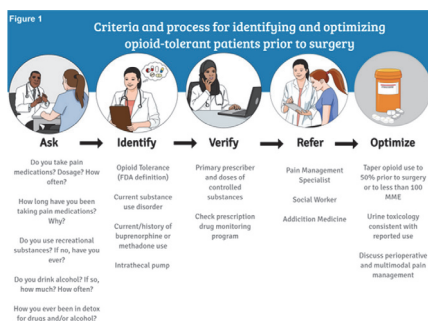 Figure 1
Criteria and process for identifying and optimizing
opioid-tolerant patients prior to surgery
Ask
Do you take pain
medications? Dosage? How
often?
How long have you been
taking pain medications?
Why?
Do you use recreational
substances? If no, have you
ever?
Do you drink alcohol? If so,
how much? How often?
How you ever been in detox
for drugs and/or alcohol?
Identify
Opioid Tolerance
(FDA definition)
Current substance
use disorder
Current/history of
buprenorphine or
methadone use
Intrathecal pump
Verify
Primary prescriber
and doses of
controlled
substances
Check prescription
drug monitoring
program
Refer
Pain Management
Specialist
Social Worker
Addicition Medicine
Optimize
Taper opioid use to
50% prior to surgery
or to less than 100
MME
Urine toxicology
consistent with
reported use
Discuss perioperative
and multimodal pain
management